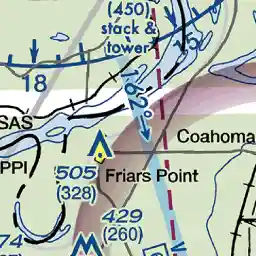 (450)
stack &
tower
15
18
162°
SAS
Coahoma
PPI
505
(328)
Friars Point
429
(260)
74